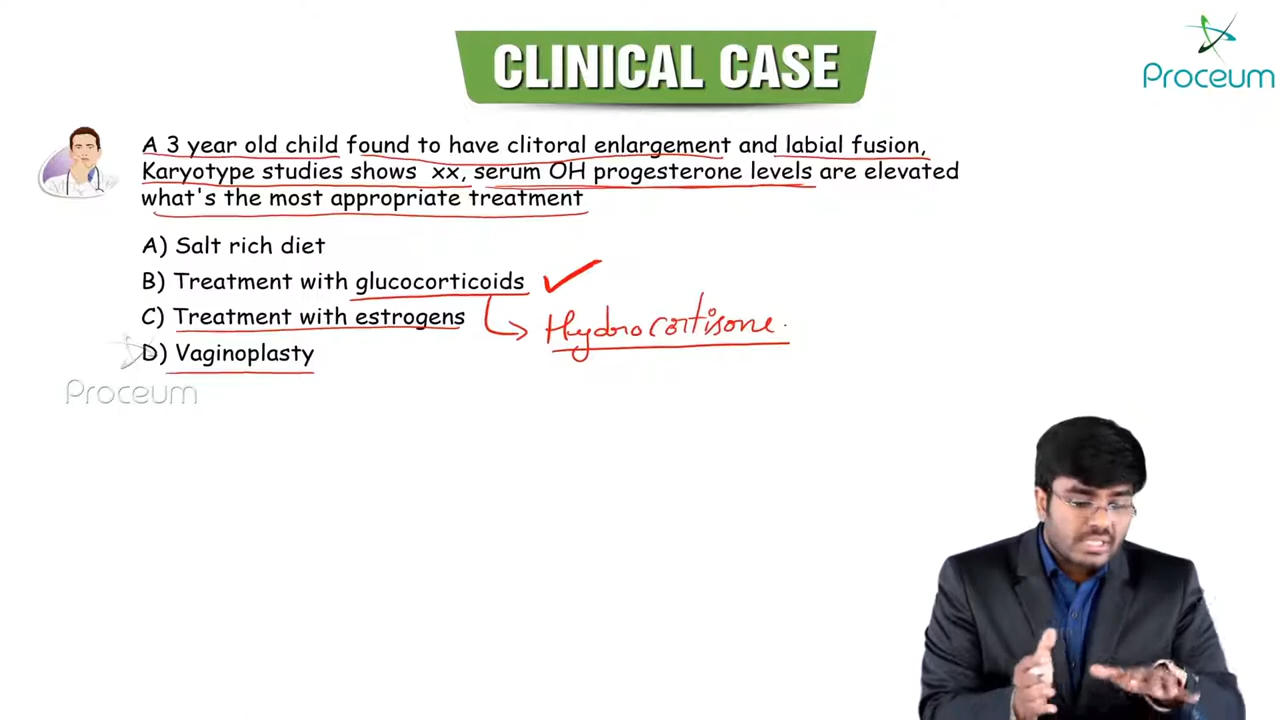 CLINICAL CASE
Proceum
A 3 year old child found to have clitoral enlargement and labial fusion,
Karyotype studies shows xx, serum OH progesterone levels are elevated
what's the most appropriate treatment
A) Salt rich diet
B) Treatment with glucocorticoids
C) Treatment with estrogens
Hydrocortisone.
D) Vaginoplasty
Proceum